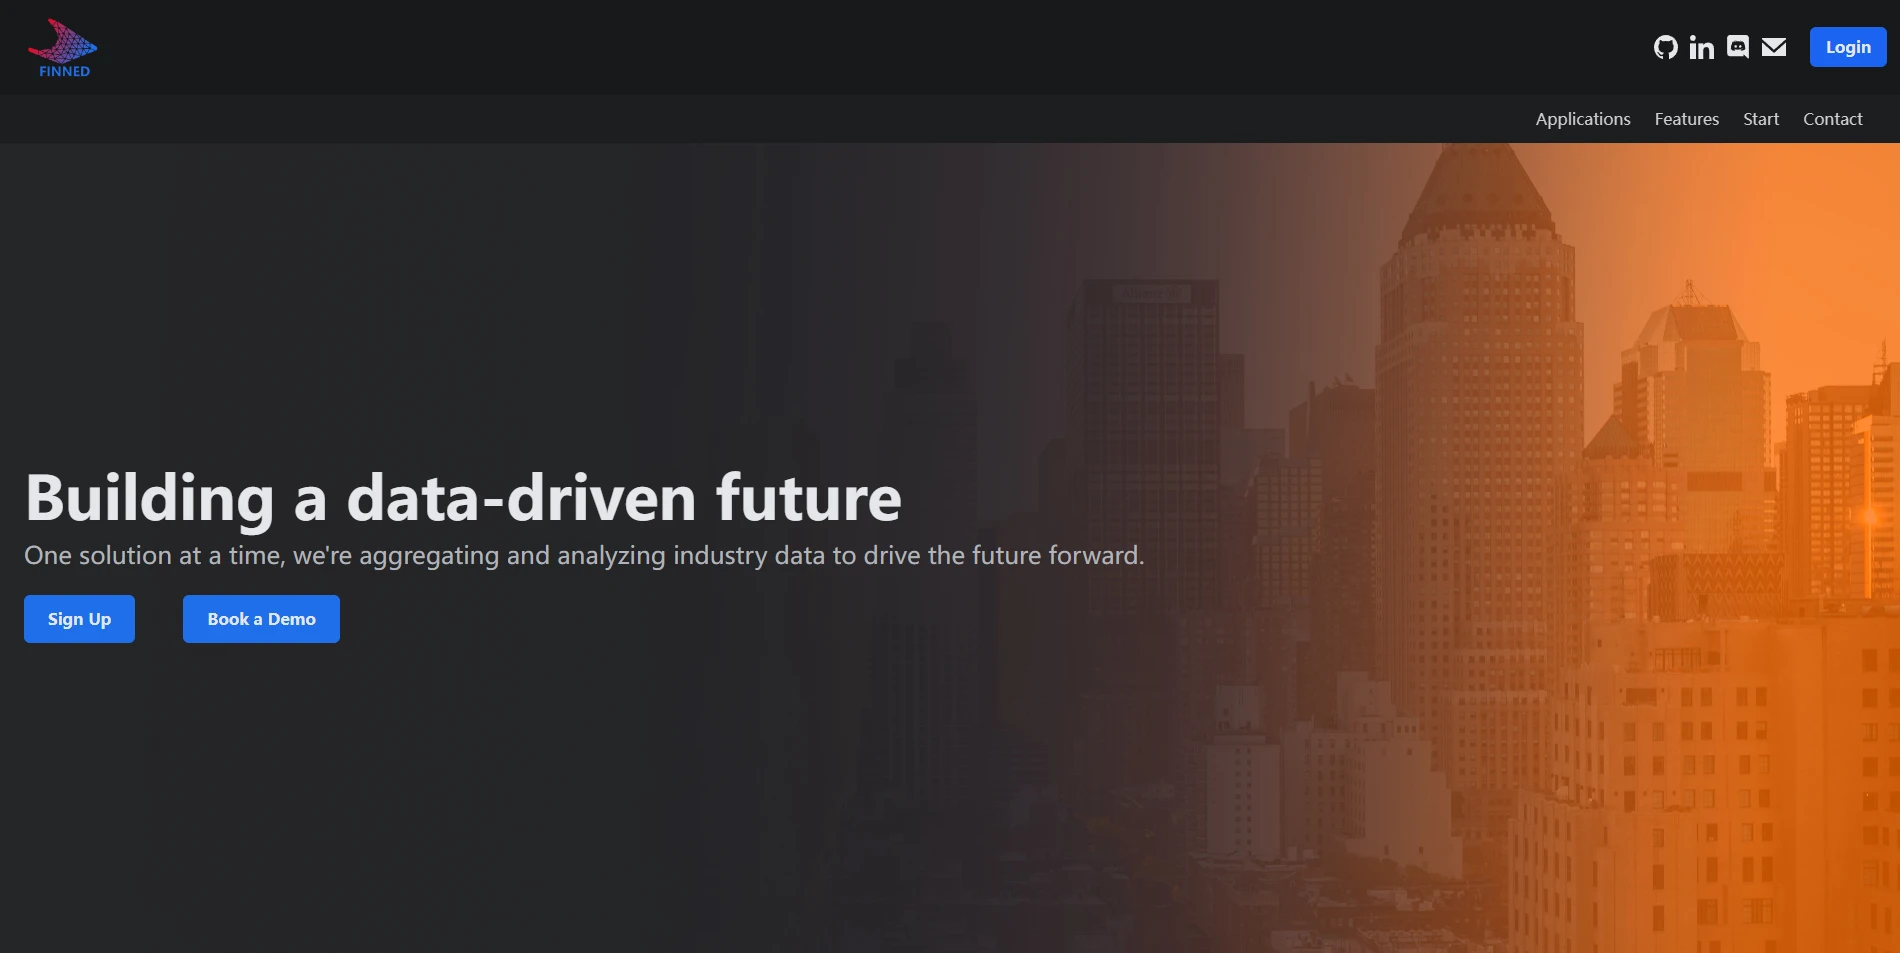 FINNED
Login
Applications Features Start Contact
Building a data-driven future
One solution at a time, we're aggregating and analyzing industry data to drive the future forward.
Sign Up Book a Demo